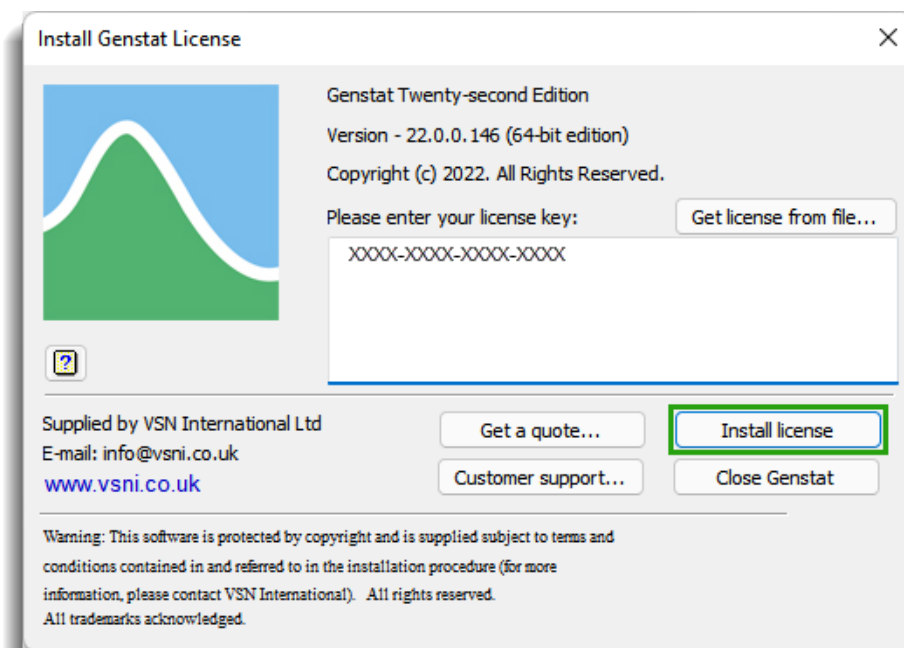 Install Genstat License
Genstat Twenty-second Edition
Version - 22.0.0.146 (64-bit edition)
Copyright (c) 2022. All Rights Reserved.
Please enter your license key:
Get license from file...
XXXX-XXXX-XXXX-XXXX
?
Supplied by VSN International Ltd
E-mail: info@vsni.co.uk
www.vsni.co.uk
Get a quote...
Install license
Customer support...
Close Genstat
Warning: This software is protected by copyright and is supplied subject to terms and
conditions contained in and referred to in the installation procedure (for more
information, please contact VSN International). All rights reserved.
All trademarks acknowledged.